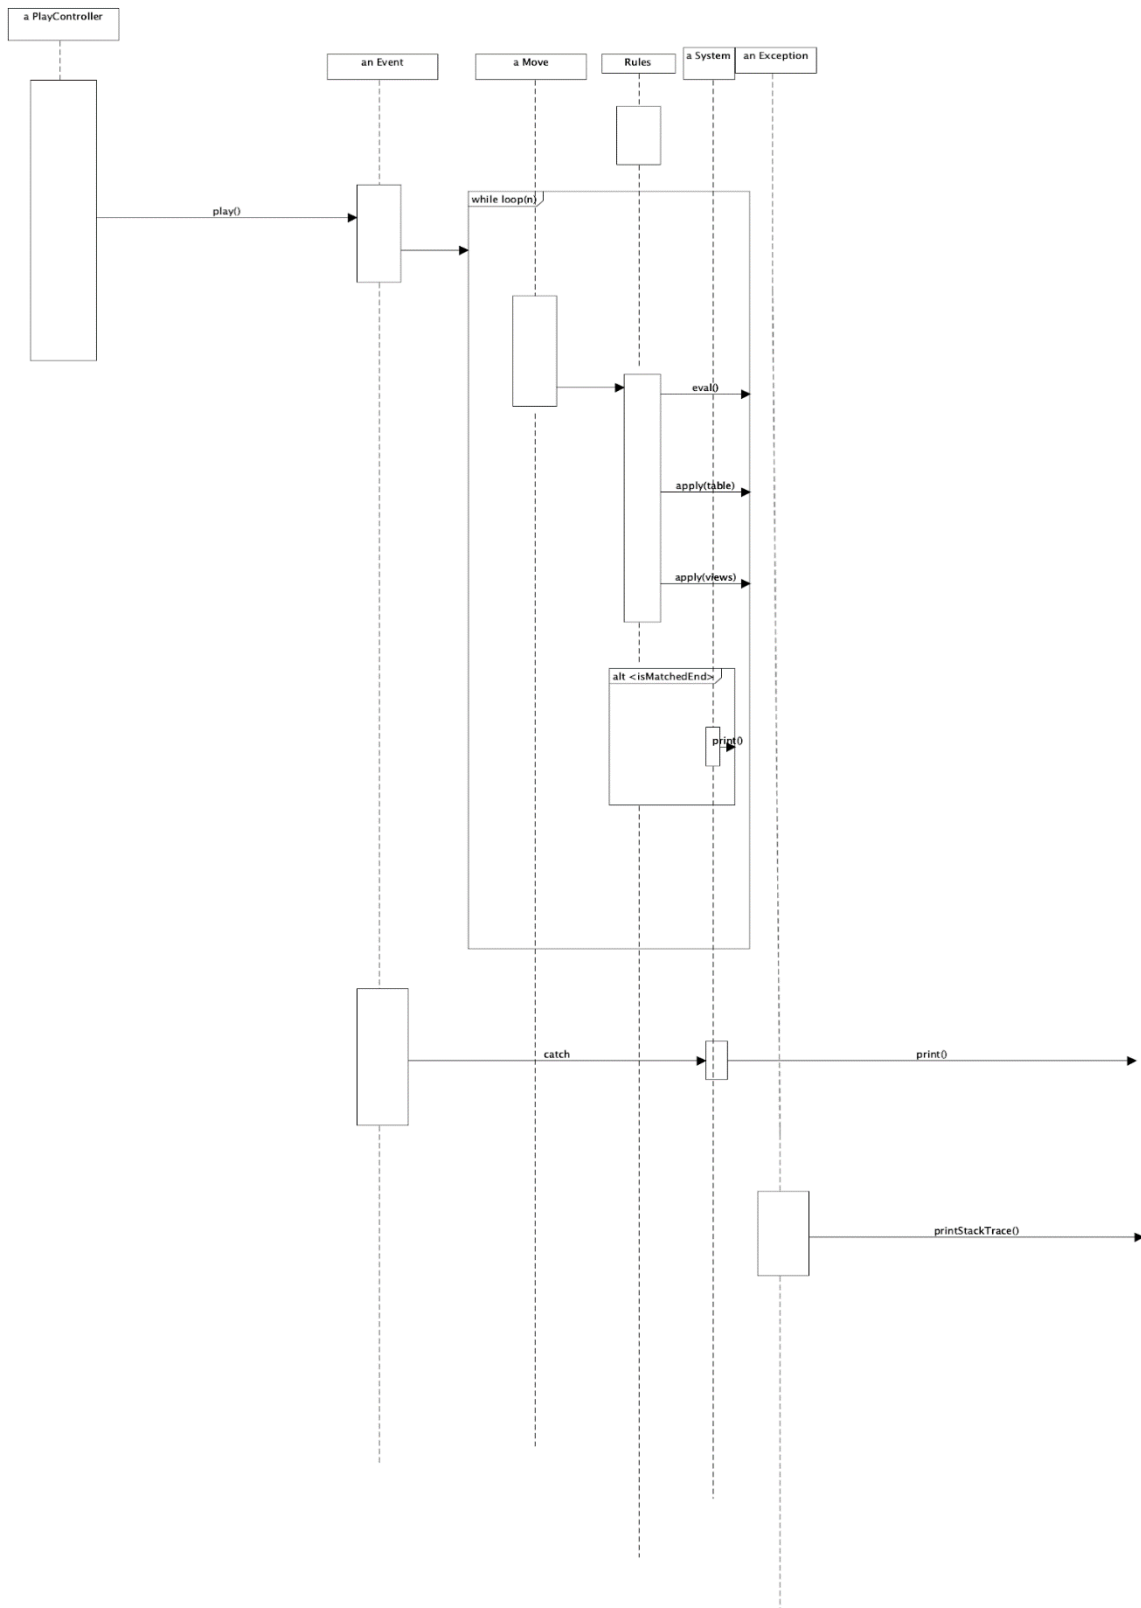 a PlayController
an Event
a Move
Rules
a System
an Exception
while loop(n)
play()
eval()
apply(table)
apply(views)
alt <isMatchedEnd>
print()
catch
print()
printStackTrace()